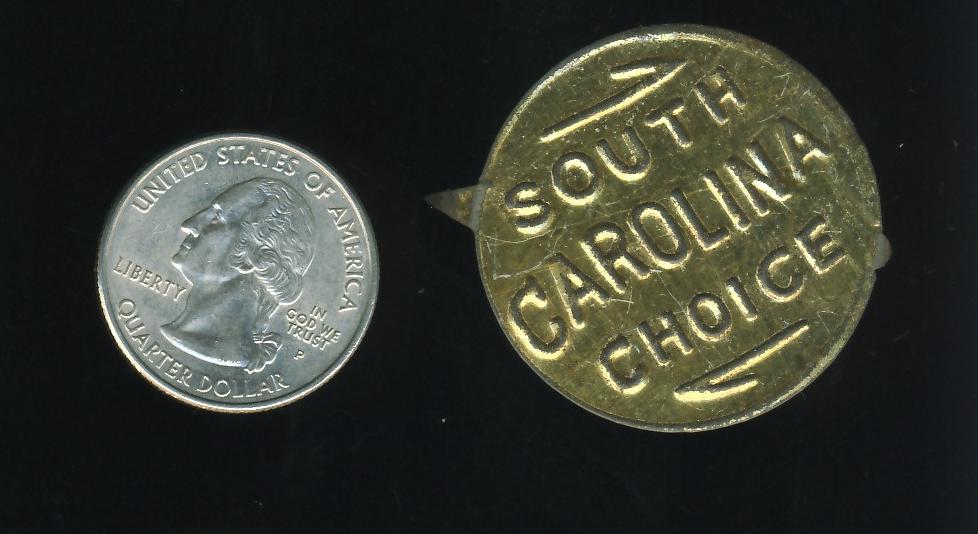 UNITED STATES OF AMERICA
LIBERTY
IN
GOD WE
TRUST
P
QUARTER DOLLAR
SOUTH
CAROLINA
CHOICE